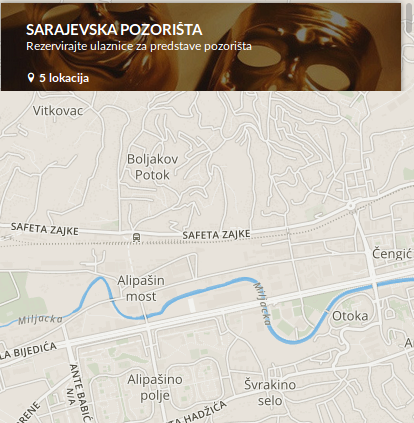 SARAJEVSKA POZORIŠTA
Rezervirajte ulaznice za predstave pozorišta
5 lokacija
Vitkovac
Boljakov
Potok
SAFETA ZAJKE
SAFETA ZAJKE
Čengić
Alipašin
most
Miljacka
Miljacka
Otoka
LA BIJEDIĆA
ANTE BABIĆ
N/A
Alipašino
polje
Švrakino
selo
RENE
TA HADŽIĆA